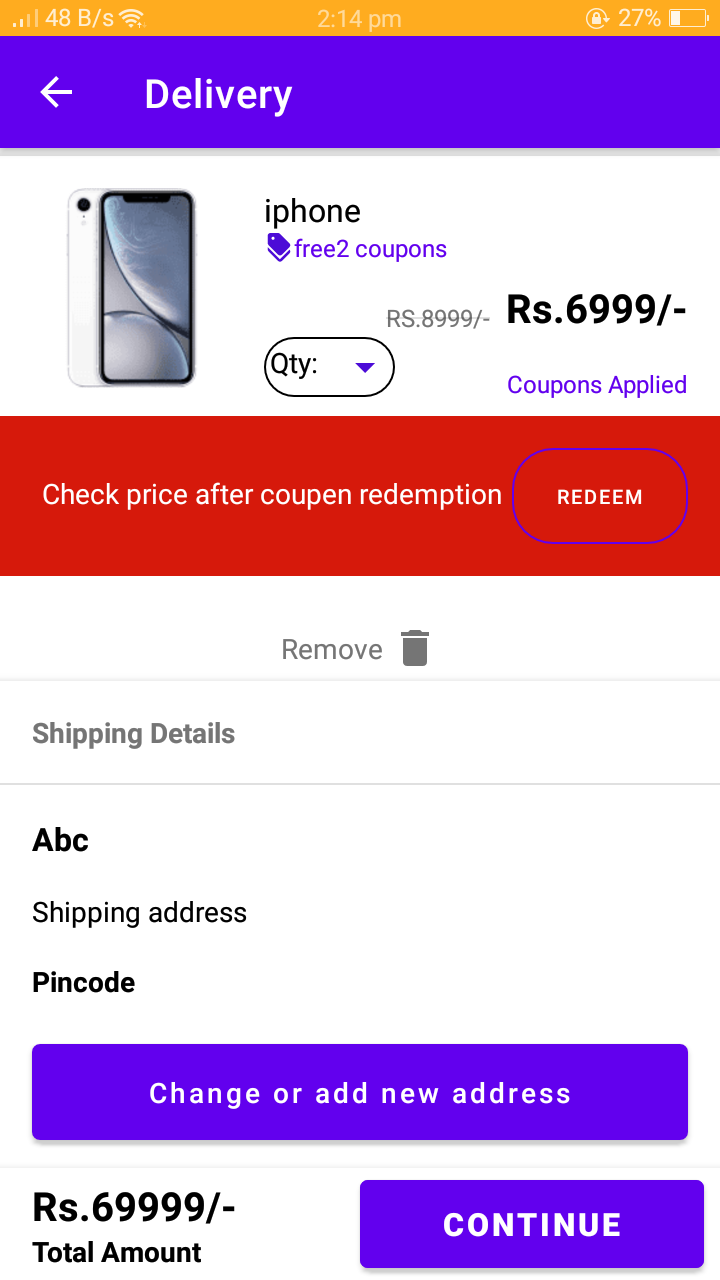 48 B/s 2:14 pm 27%
Delivery
iphone
free2 coupons
RS.8999/- Rs.6999/-
Qty:
Coupons Applied
Check price after coupen redemption REDEEM
Remove
Shipping Details
Abc
Shipping address
Pincode
Change or add new address
Rs.69999/-
Total Amount
CONTINUE